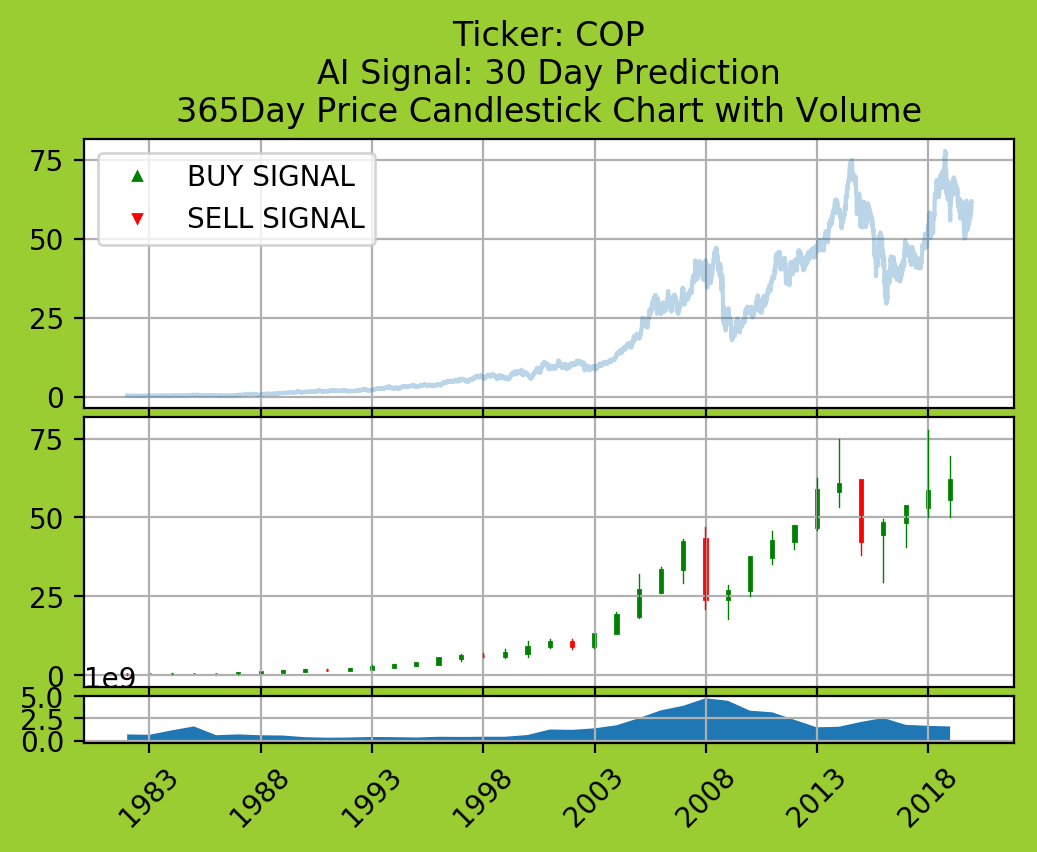 Ticker: COP
AI Signal: 30 Day Prediction
365Day Price Candlestick Chart with Volume
BUY SIGNAL
SELL SIGNAL
75
50
25
0
75
50
25
0
1e9
5.0
2.5
0.0
1983 1988 1993 1998 2003 2008 2013 2018